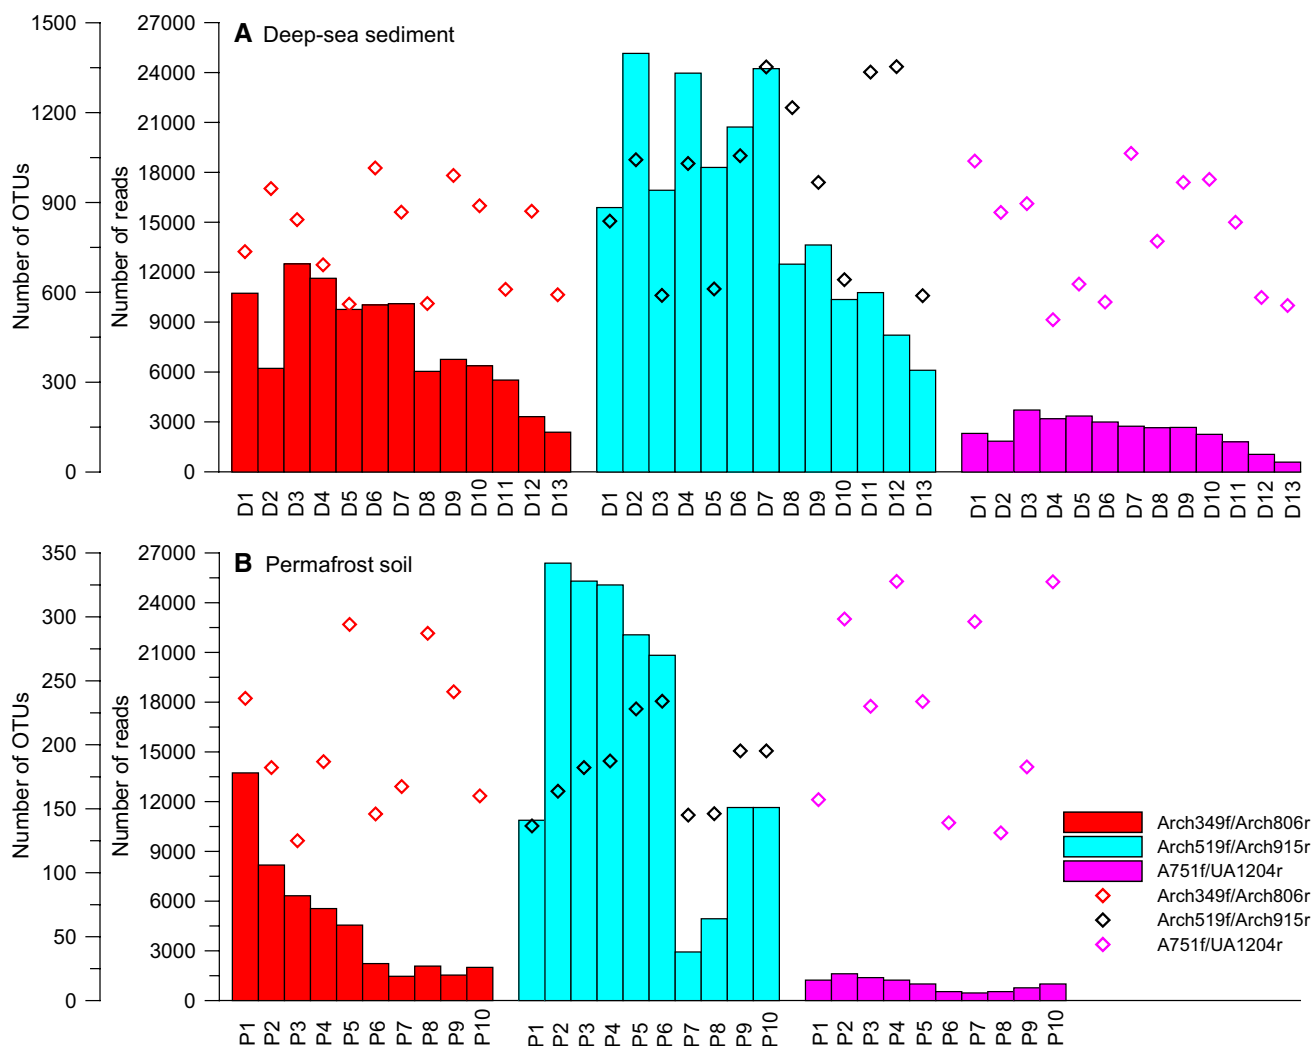 A Deep-sea sediment
Number of OTUs
1500
1200
900
600
300
0
Number of reads
27000
24000
21000
18000
15000
12000
9000
6000
3000
0
D1 D2 D3 D4 D5 D6 D7 D8 D9 D10 D11 D12 D13
D1 D2 D3 D4 D5 D6 D7 D8 D9 D10 D11 D12 D13
D1 D2 D3 D4 D5 D6 D7 D8 D9 D10 D11 D12 D13
B Permafrost soil
Number of OTUs
350
300
250
200
150
100
50
0
Number of reads
27000
24000
21000
18000
15000
12000
9000
6000
3000
0
P1 P2 P3 P4 P5 P6 P7 P8 P9 P10
P1 P2 P3 P4 P5 P6 P7 P8 P9 P10
P1 P2 P3 P4 P5 P6 P7 P8 P9 P10
Arch349f/Arch806r
Arch519f/Arch915r
A751f/UA1204r
Arch349f/Arch806r
Arch519f/Arch915r
A751f/UA1204r